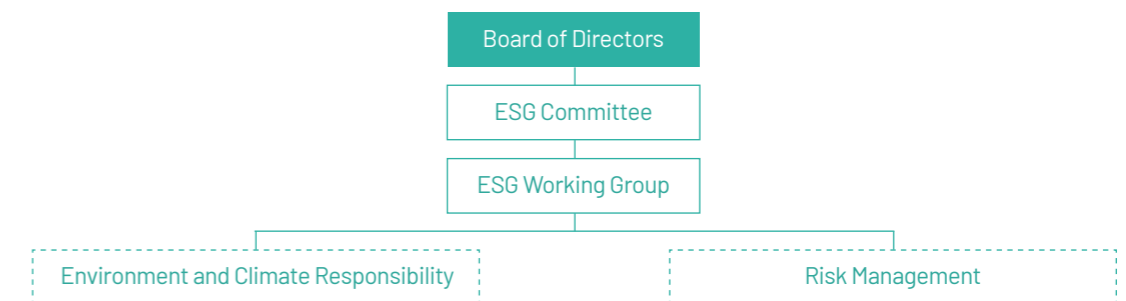 Board of Directors
ESG Committee
ESG Working Group
Environment and Climate Responsibility
Risk Management